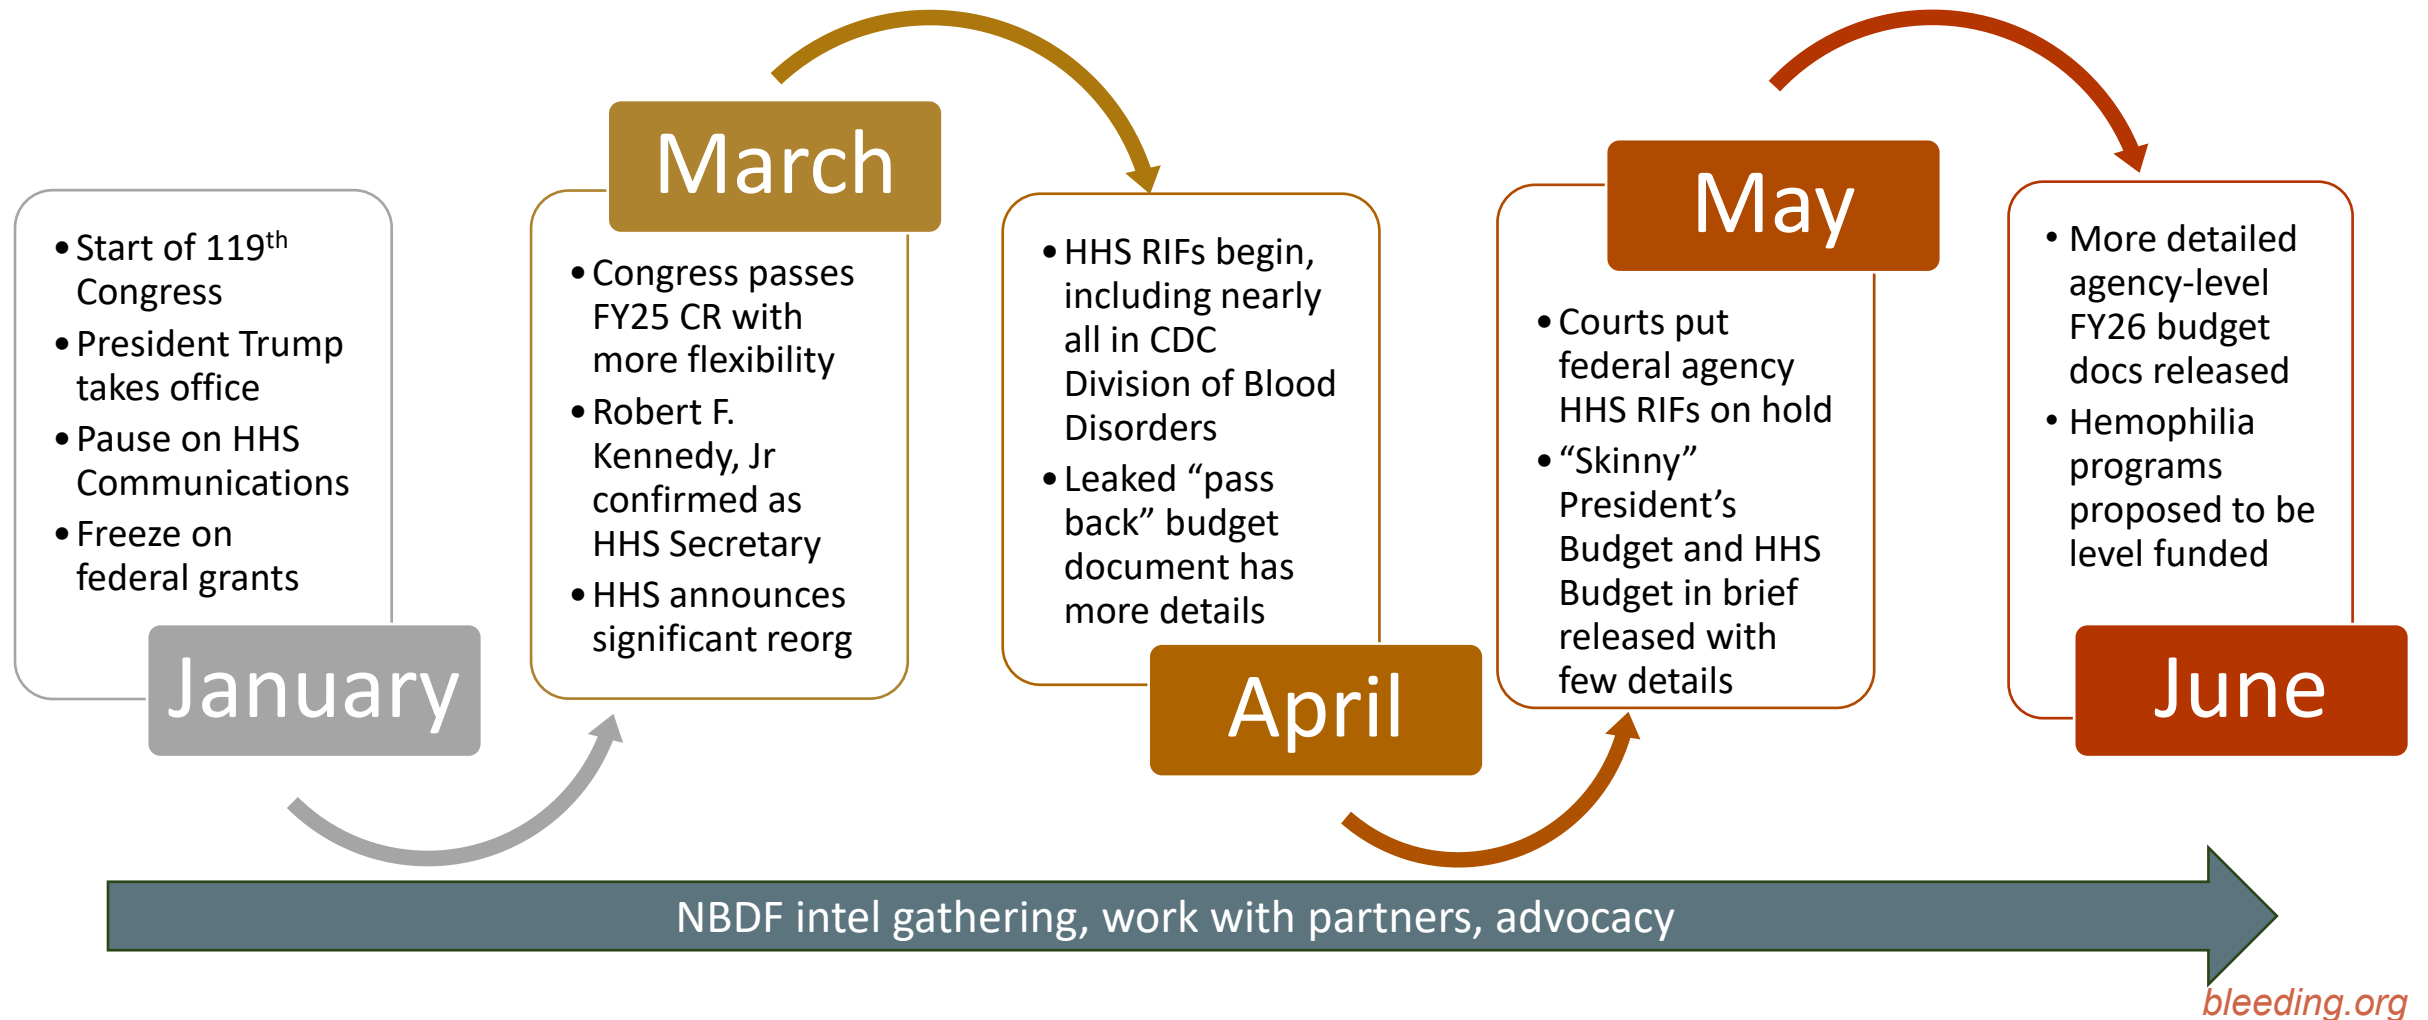 • Start of 119th
Congress
• President Trump
takes office
• Pause on HHS
Communications
• Freeze on
federal grants
January
March
• Congress passes
FY25 CR with
more flexibility
• Robert F.
Kennedy, Jr
confirmed as
HHS Secretary
• HHS announces
significant reorg
• HHS RIFs begin,
including nearly
all in CDC
Division of Blood
Disorders
• Leaked “pass
back” budget
document has
more details
April
May
• Courts put
federal agency
HHS RIFs on hold
• “Skinny”
President’s
Budget and HHS
Budget in brief
released with
few details
• More detailed
agency-level
FY26 budget
docs released
• Hemophilia
programs
proposed to be
level funded
June
NBDF intel gathering, work with partners, advocacy
bleeding.org